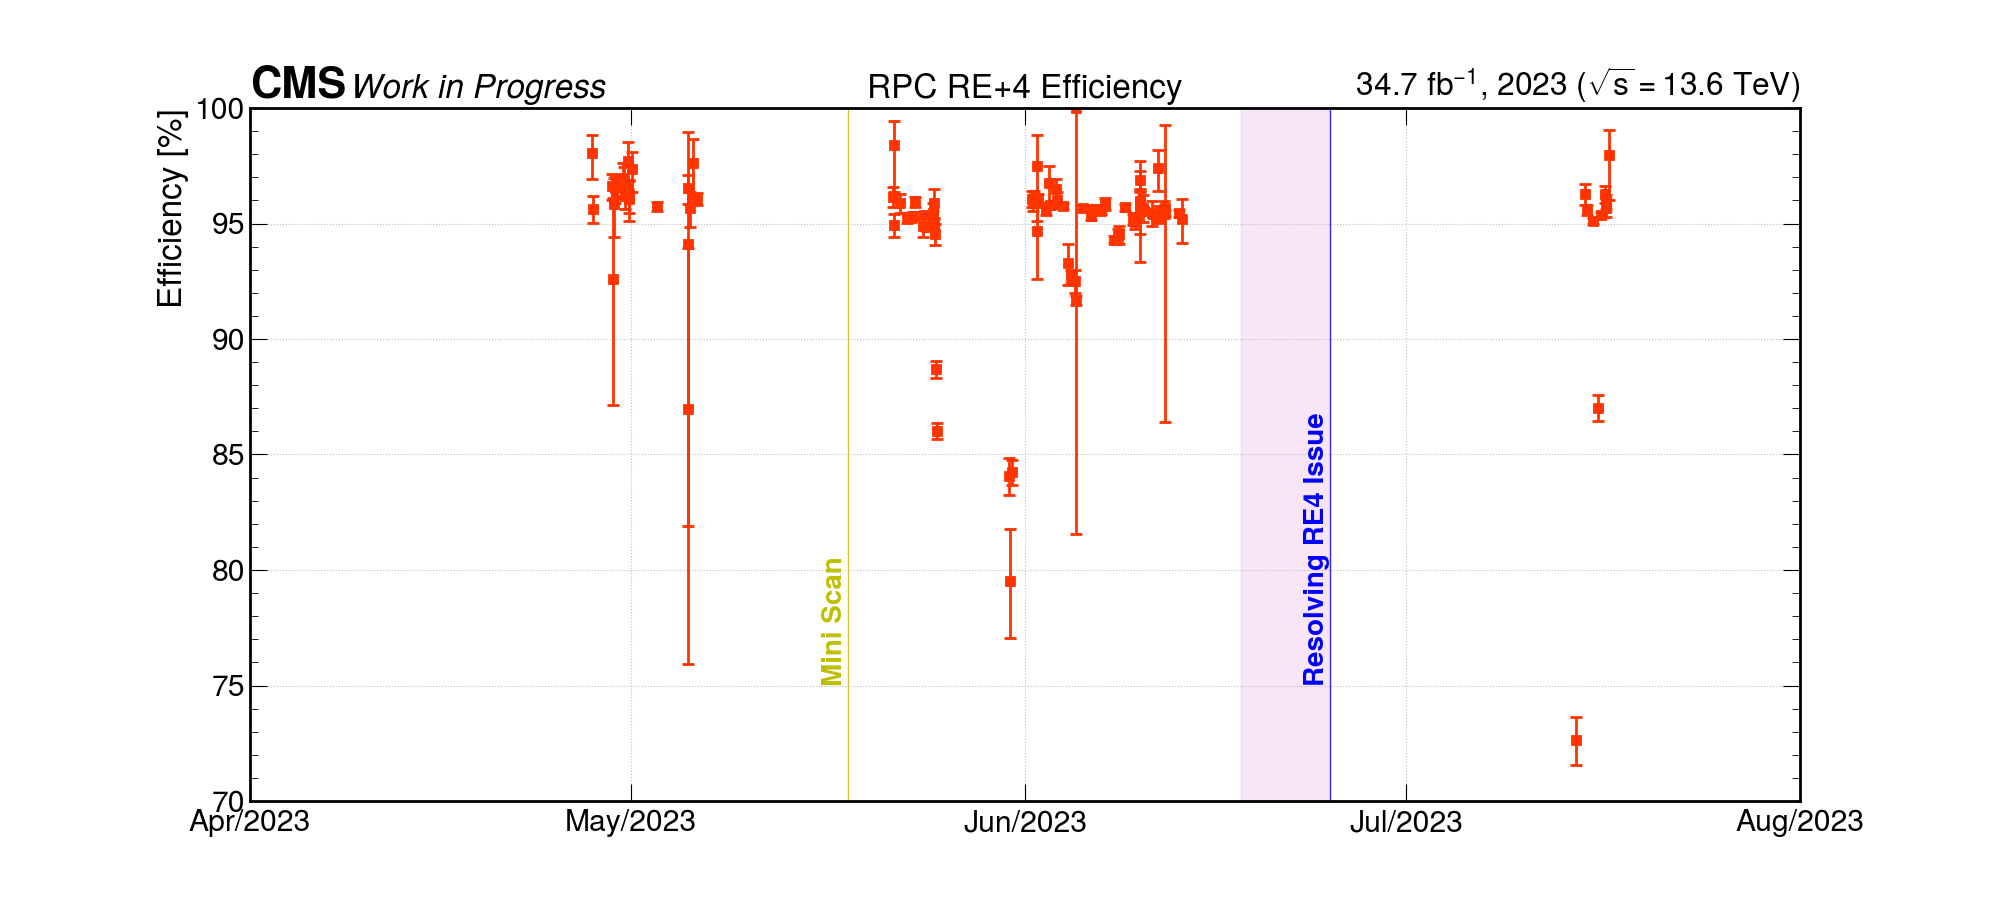 CMS Work in Progress
RPC RE+4 Efficiency
34.7 fb⁻¹, 2023 (√s = 13.6 TeV)
Efficiency [%]
100
95
90
85
80
75
70
Mini Scan
Resolving RE4 Issue
Apr/2023
May/2023
Jun/2023
Jul/2023
Aug/2023